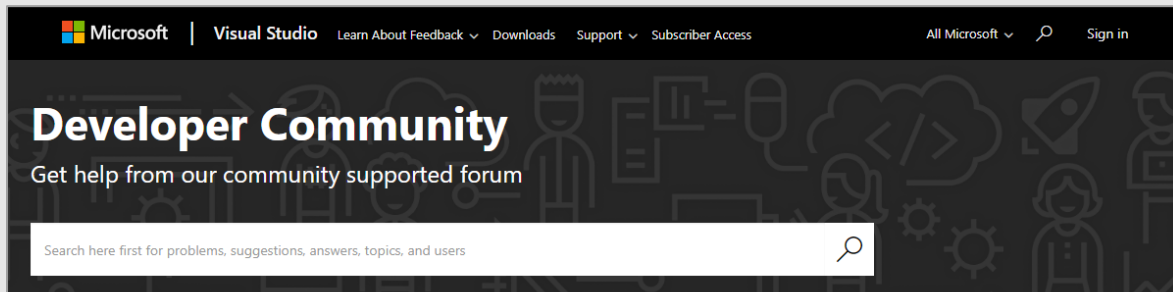 Microsoft | Visual Studio Learn About Feedback Downloads Support Subscriber Access All Microsoft Sign in
Developer Community
Get help from our community supported forum
Search here first for problems, suggestions, answers, topics, and users